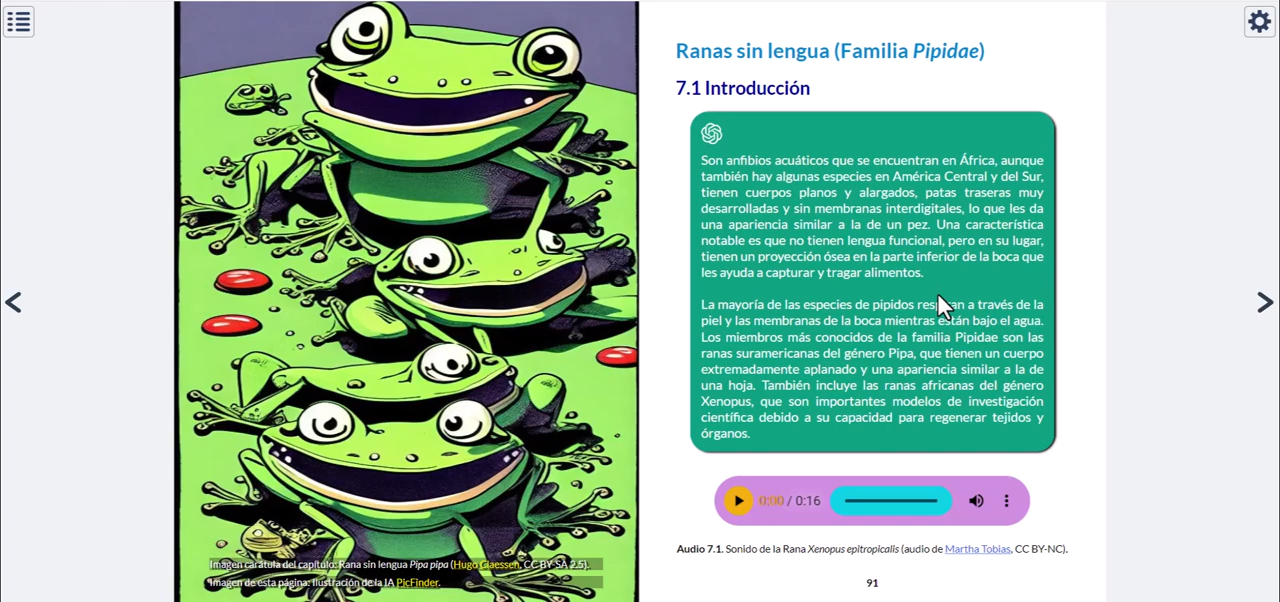 Ranas sin lengua (Familia Pipidae)
7.1 Introducción
Son anfibios acuáticos que se encuentran en África, aunque
también hay algunas especies en América Central y del Sur,
tienen cuerpos planos y alargados, patas traseras muy
desarrolladas y sin membranas interdigitales, lo que les da
una apariencia similar a la de un pez. Una característica
notable es que no tienen lengua funcional, pero en su lugar,
tienen un proyección ósea en la parte inferior de la boca que
les ayuda a capturar y tragar alimentos.
La mayoría de las especies de pípidos respiran a través de la
piel y las membranas de la boca mientras están bajo el agua.
Los miembros más conocidos de la familia Pipidae son las
ranas suramericanas del género Pipa, que tienen un cuerpo
extremadamente aplanado y una apariencia similar a la de
una hoja. También incluye las ranas africanas del género
Xenopus, que son importantes modelos de investigación
científica debido a su capacidad para regenerar tejidos y
órganos.
0:00 / 0:16
Audio 7.1. Sonido de la Rana Xenopus epitropicalis (audio de Martha Tobias, CC BY-NC).
91
Imagen carátula del capítulo: Rana sin lengua Pipa pipa (Hugo Claessen, CC BY-SA 2.5).
Imagen de esta página: Ilustración de la IA PicFinder.